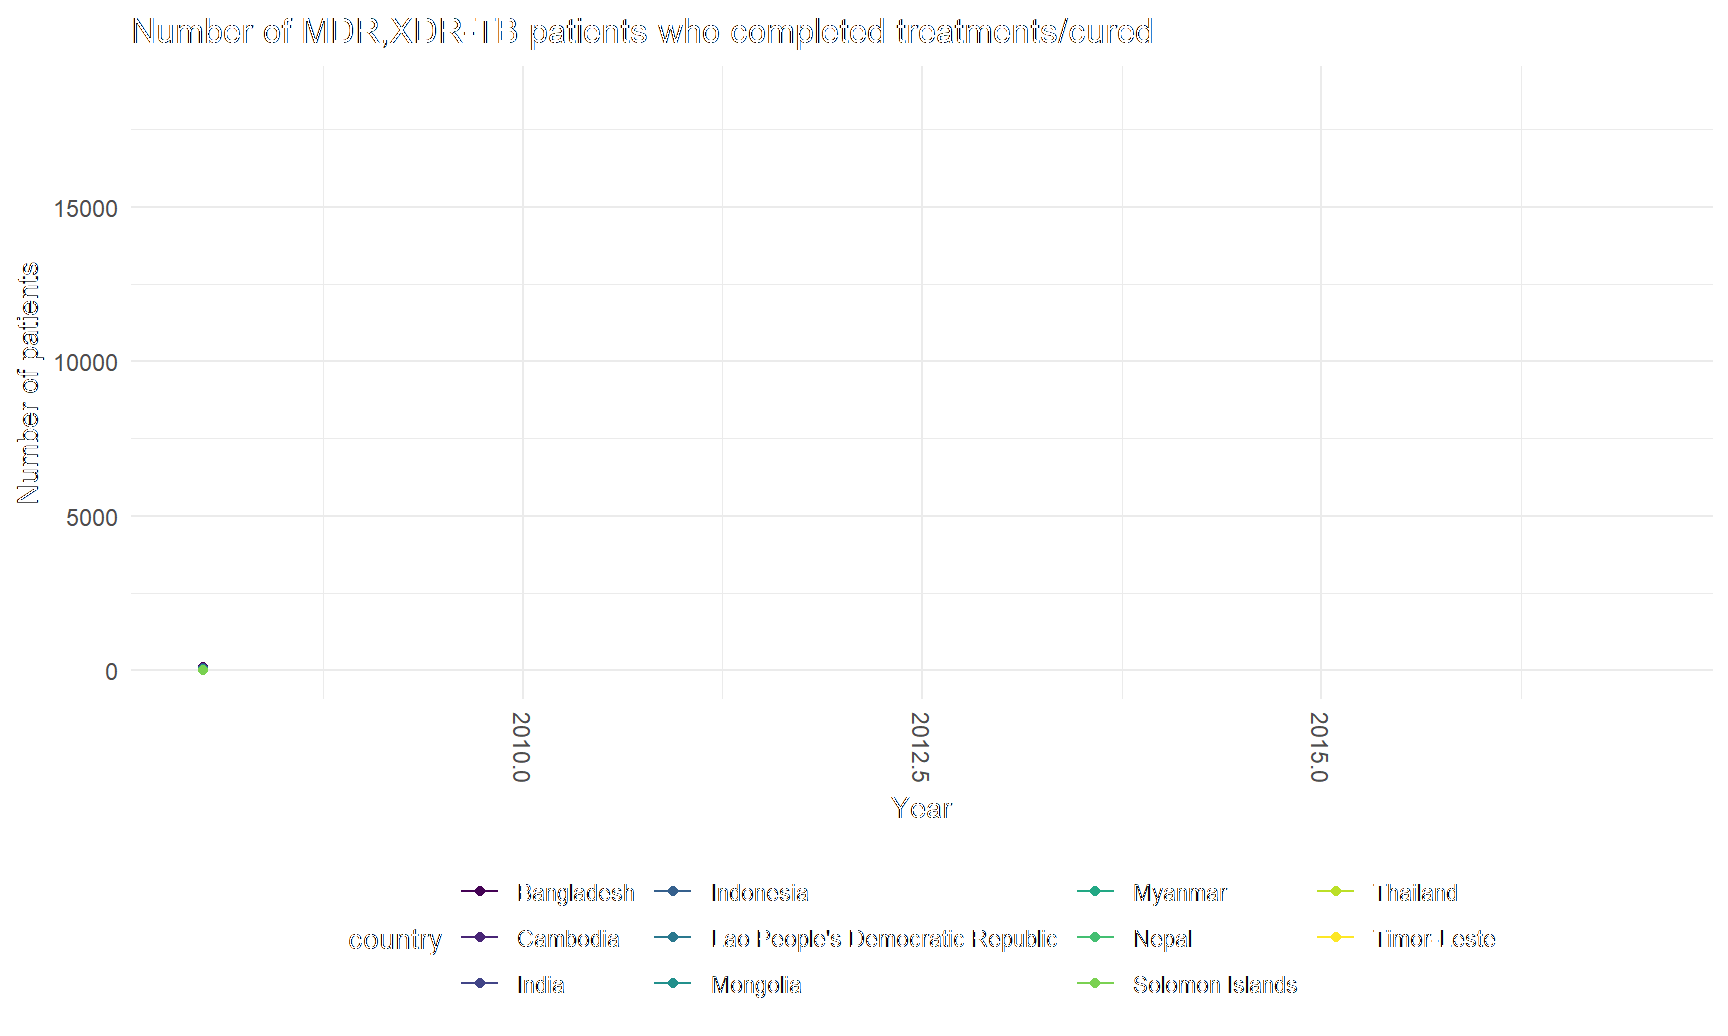 Number of MDR,XDR-TB patients who completed treatments/cured
Number of patients
15000
10000
5000
0
2010.0
2012.5
2015.0
Year
country
Bangladesh
Cambodia
India
Indonesia
Lao People's Democratic Republic
Mongolia
Myanmar
Nepal
Solomon Islands
Thailand
Timor-Leste